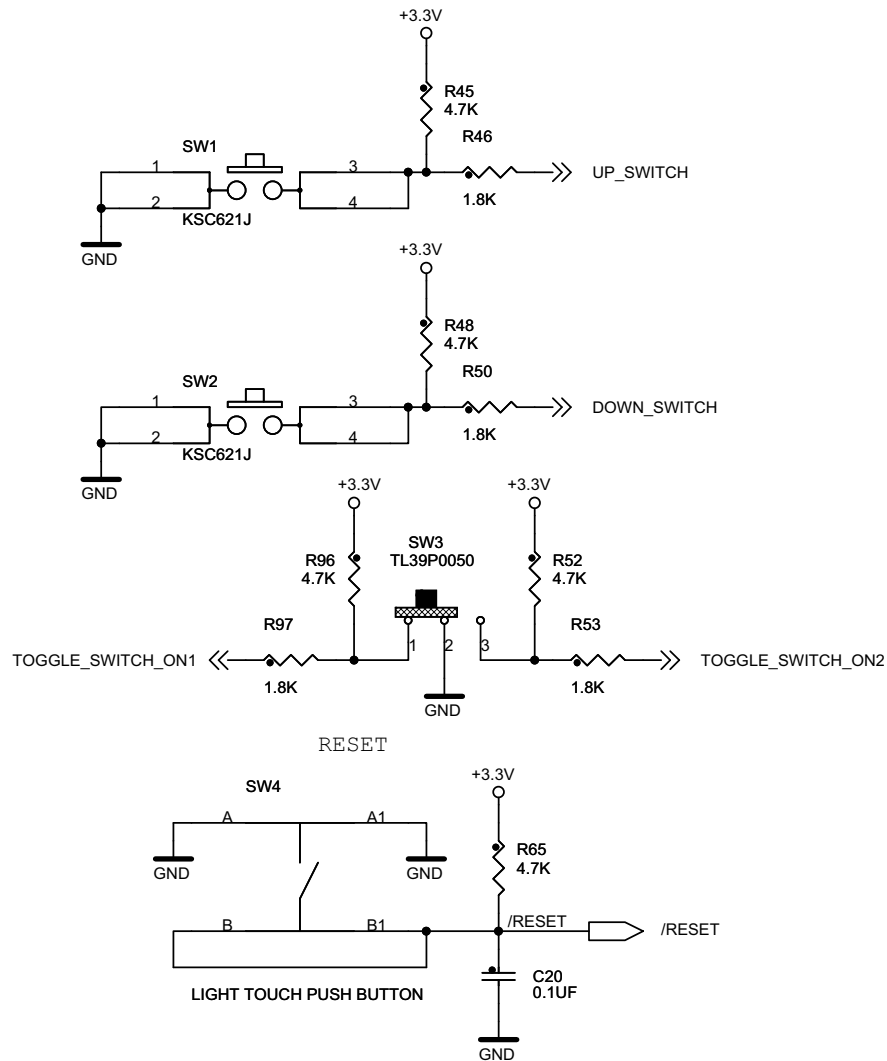 +3.3V
R45
4.7K
R46
SW1
1
3
UP_SWITCH
2
4
1.8K
KSC621J
GND
+3.3V
R48
4.7K
R50
SW2
1
3
DOWN_SWITCH
2
4
1.8K
KSC621J
GND
+3.3V
+3.3V
SW3
TL39P0050
R96
4.7K
R52
4.7K
R97
R53
1
2
3
TOGGLE_SWITCH_ON1
TOGGLE_SWITCH_ON2
1.8K
1.8K
GND
RESET
+3.3V
SW4
A
A1
R65
4.7K
GND
GND
B
B1
/RESET
/RESET
C20
0.1UF
LIGHT TOUCH PUSH BUTTON
GND